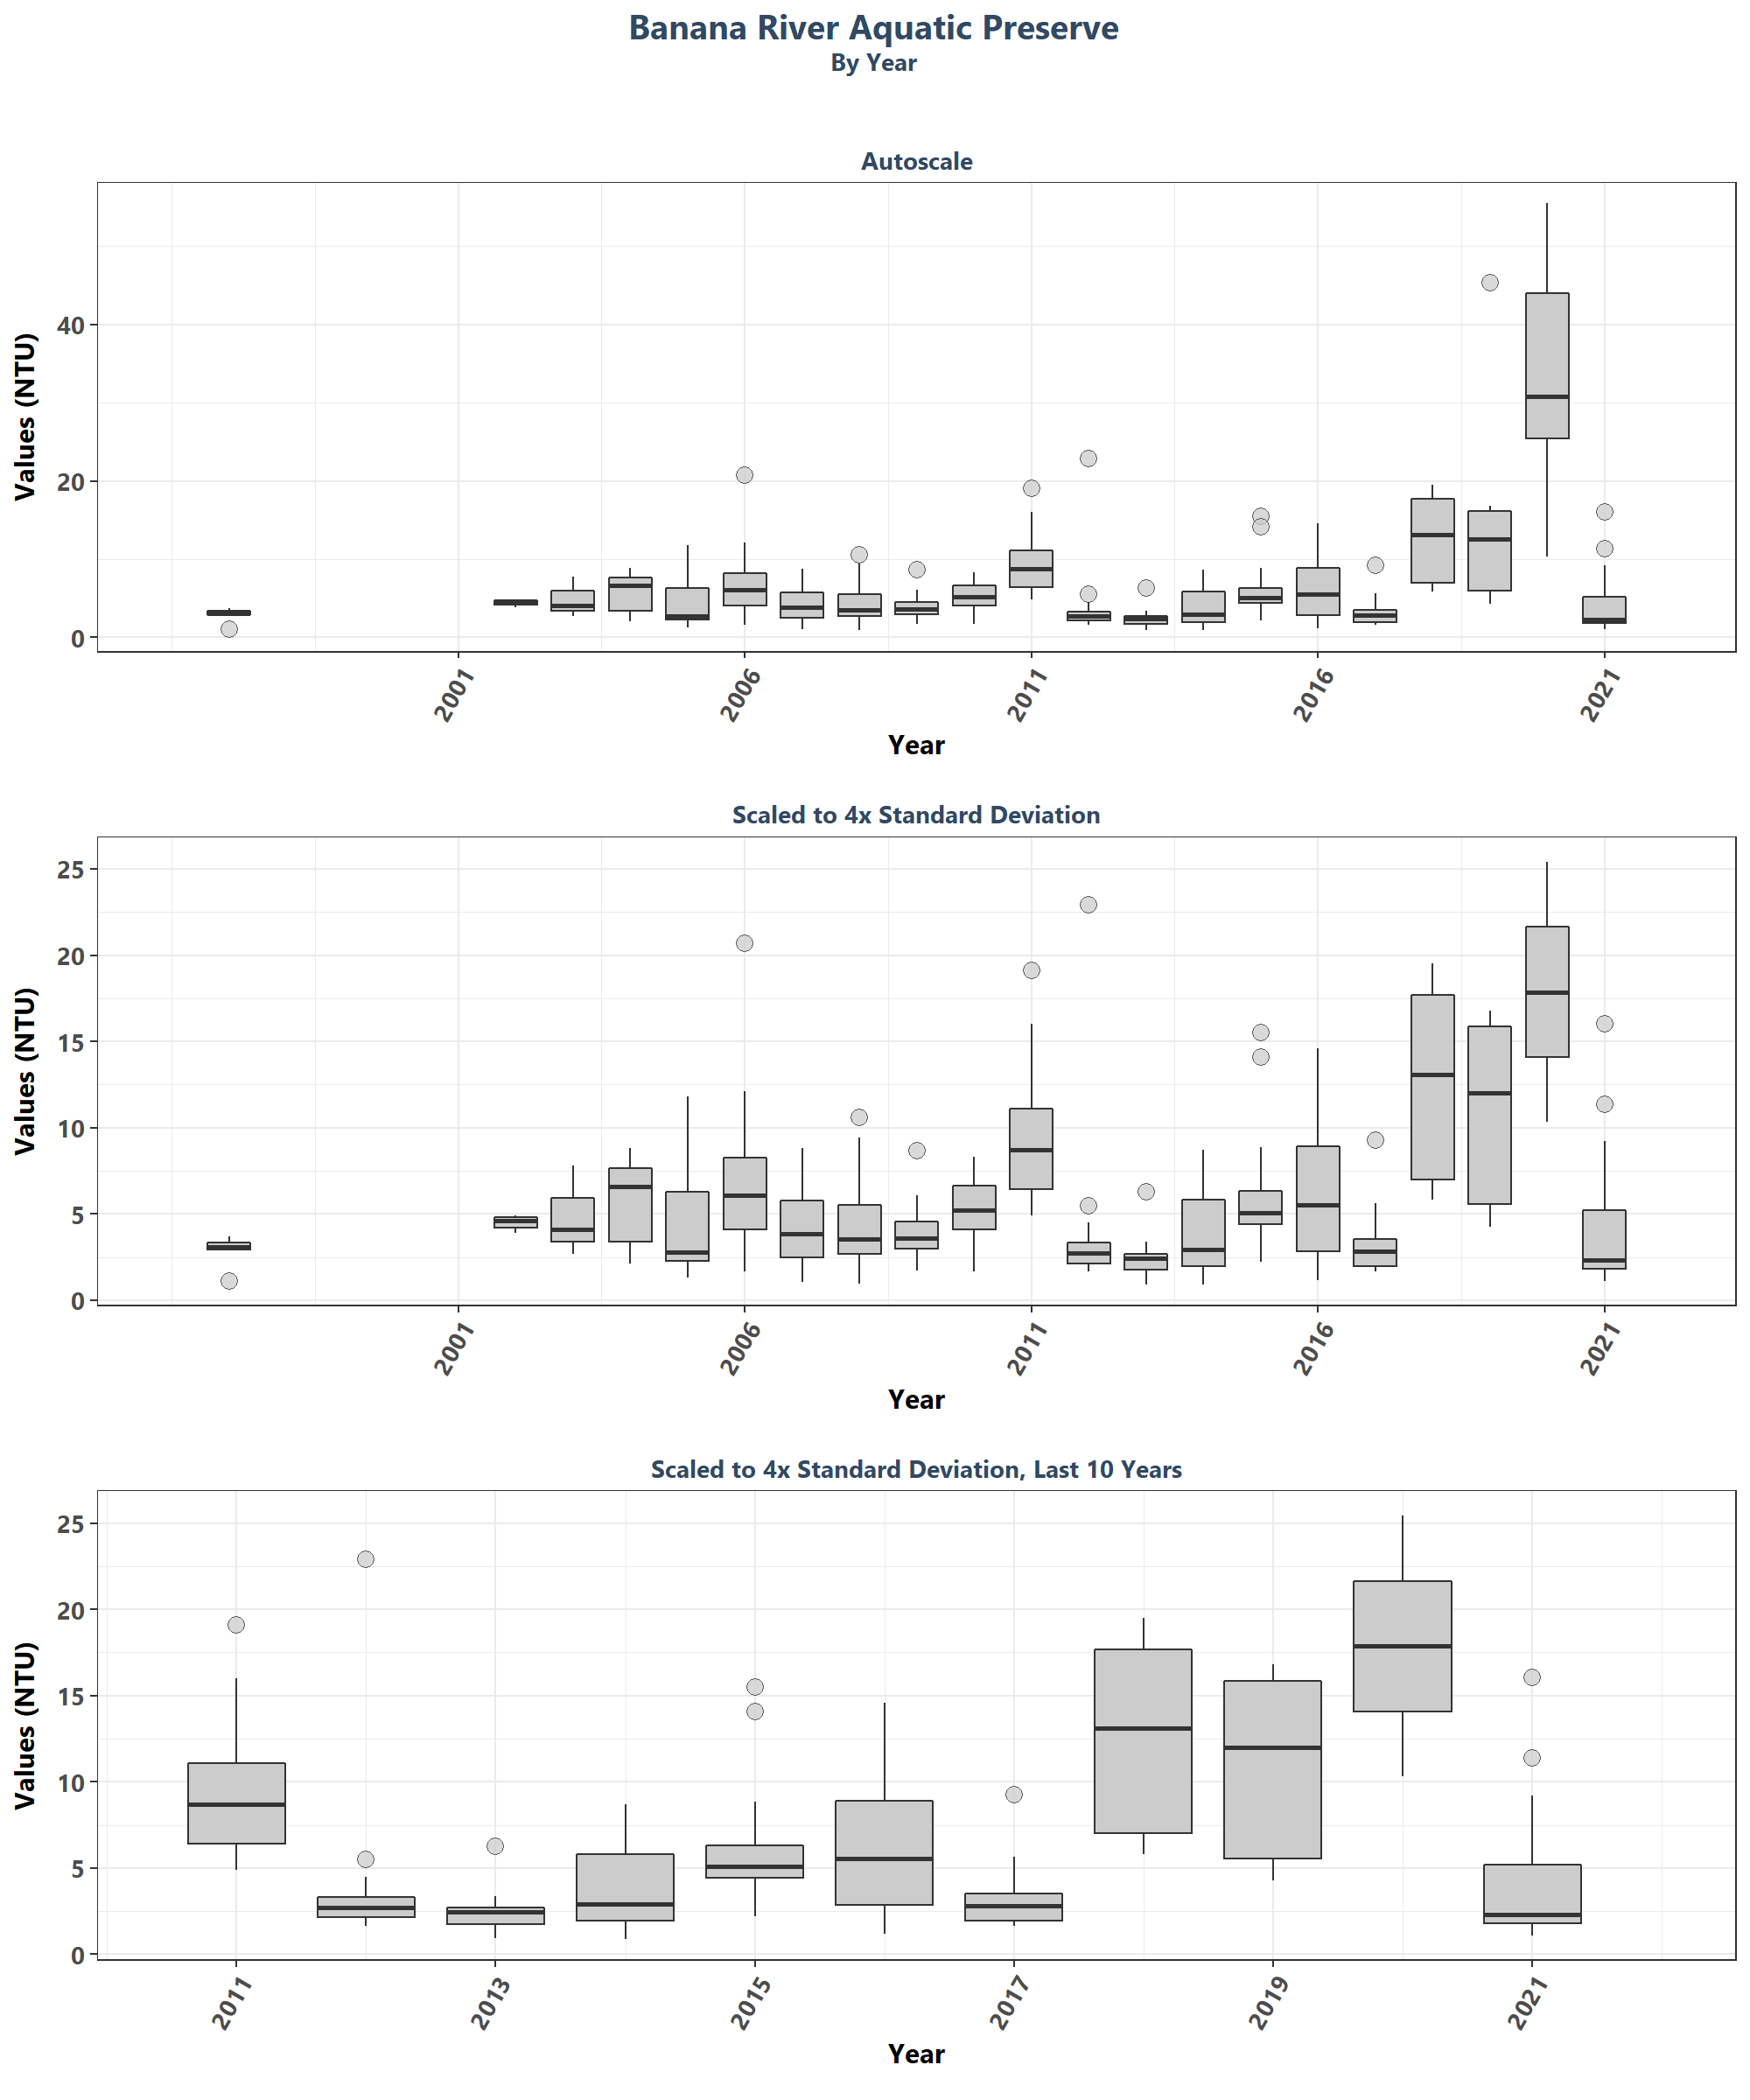 Banana River Aquatic Preserve
By Year
Autoscale
Values (NTU)
40
20
0
2001 2006 2011 2016 2021
Year
Scaled to 4x Standard Deviation
Values (NTU)
25
20
15
10
5
0
2001 2006 2011 2016 2021
Year
Scaled to 4x Standard Deviation, Last 10 Years
Values (NTU)
25
20
15
10
5
0
2011 2013 2015 2017 2019 2021
Year